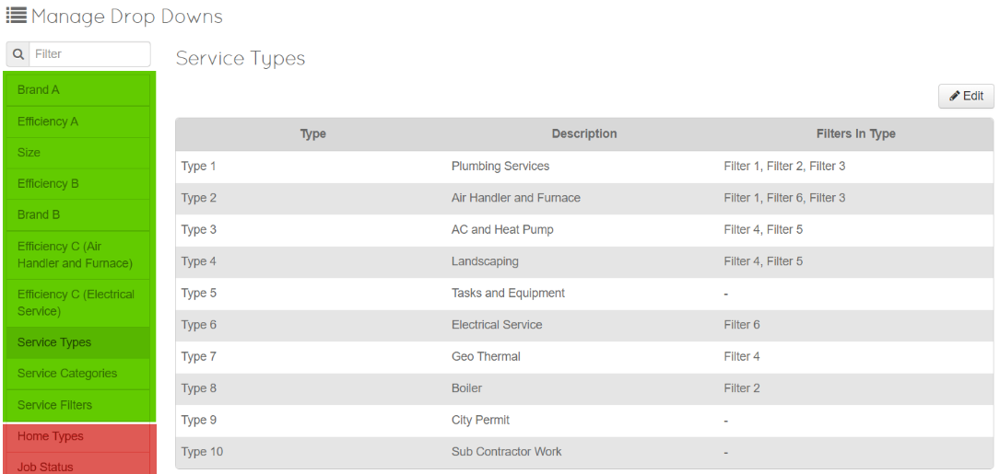 Manage Drop Downs
Filter
Brand A
Efficiency A
Size
Efficiency B
Brand B
Efficiency C (Air
Handler and Furnace)
Efficiency C (Electrical
Service)
Service Types
Service Categories
Service Filters
Home Types
Job Status
Service Types
Edit
Type Description Filters In Type
Type 1 Plumbing Services Filter 1, Filter 2, Filter 3
Type 2 Air Handler and Furnace Filter 1, Filter 6, Filter 3
Type 3 AC and Heat Pump Filter 4, Filter 5
Type 4 Landscaping Filter 4, Filter 5
Type 5 Tasks and Equipment -
Type 6 Electrical Service Filter 6
Type 7 Geo Thermal Filter 4
Type 8 Boiler Filter 2
Type 9 City Permit -
Type 10 Sub Contractor Work -